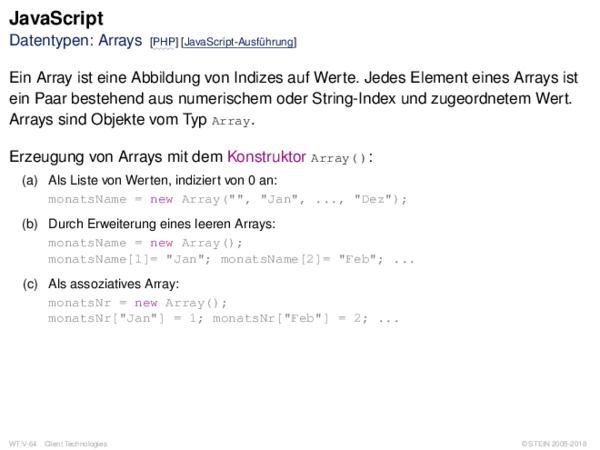 JavaScript
Datentypen: Arrays [PHP] [JavaScript-Ausführung]
Ein Array ist eine Abbildung von Indizes auf Werte. Jedes Element eines Arrays ist
ein Paar bestehend aus numerischem oder String-Index und zugeordnetem Wert.
Arrays sind Objekte vom Typ Array.
Erzeugung von Arrays mit dem Konstruktor Array():
(a) Als Liste von Werten, indiziert von 0 an:
monatsName = new Array("", "Jan", ..., "Dez");
(b) Durch Erweiterung eines leeren Arrays:
monatsName = new Array();
monatsName[1]= "Jan"; monatsName[2]= "Feb"; ...
(c) Als assoziatives Array:
monatsNr = new Array();
monatsNr["Jan"] = 1; monatsNr["Feb"] = 2; ...
WT:V-64 Client Technologies © STEIN 2005-2018